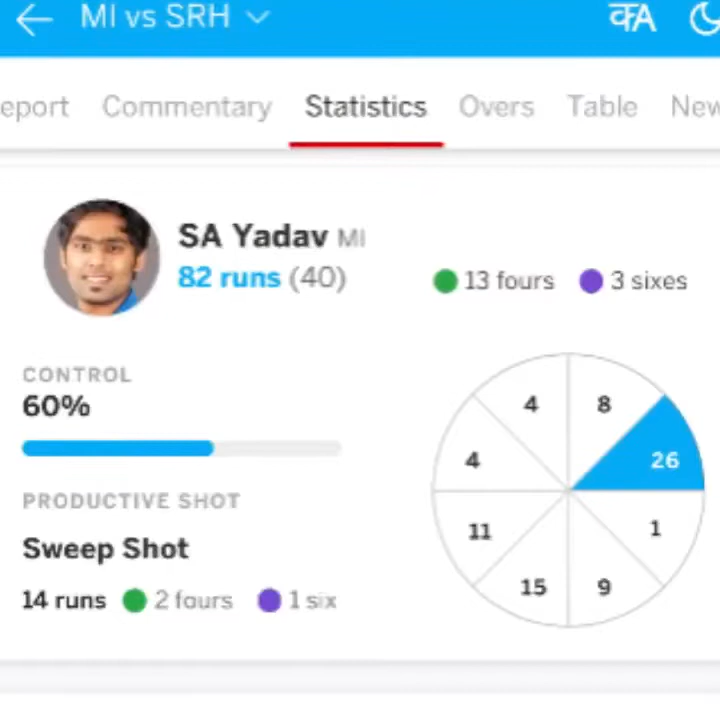 MI vs SRH
कA
eport Commentary Statistics Overs Table New
SA Yadav MI
82 runs (40)
13 fours 3 sixes
CONTROL
60%
PRODUCTIVE SHOT
Sweep Shot
14 runs 2 fours 1 six
4 8
4 26
11 1
15 9